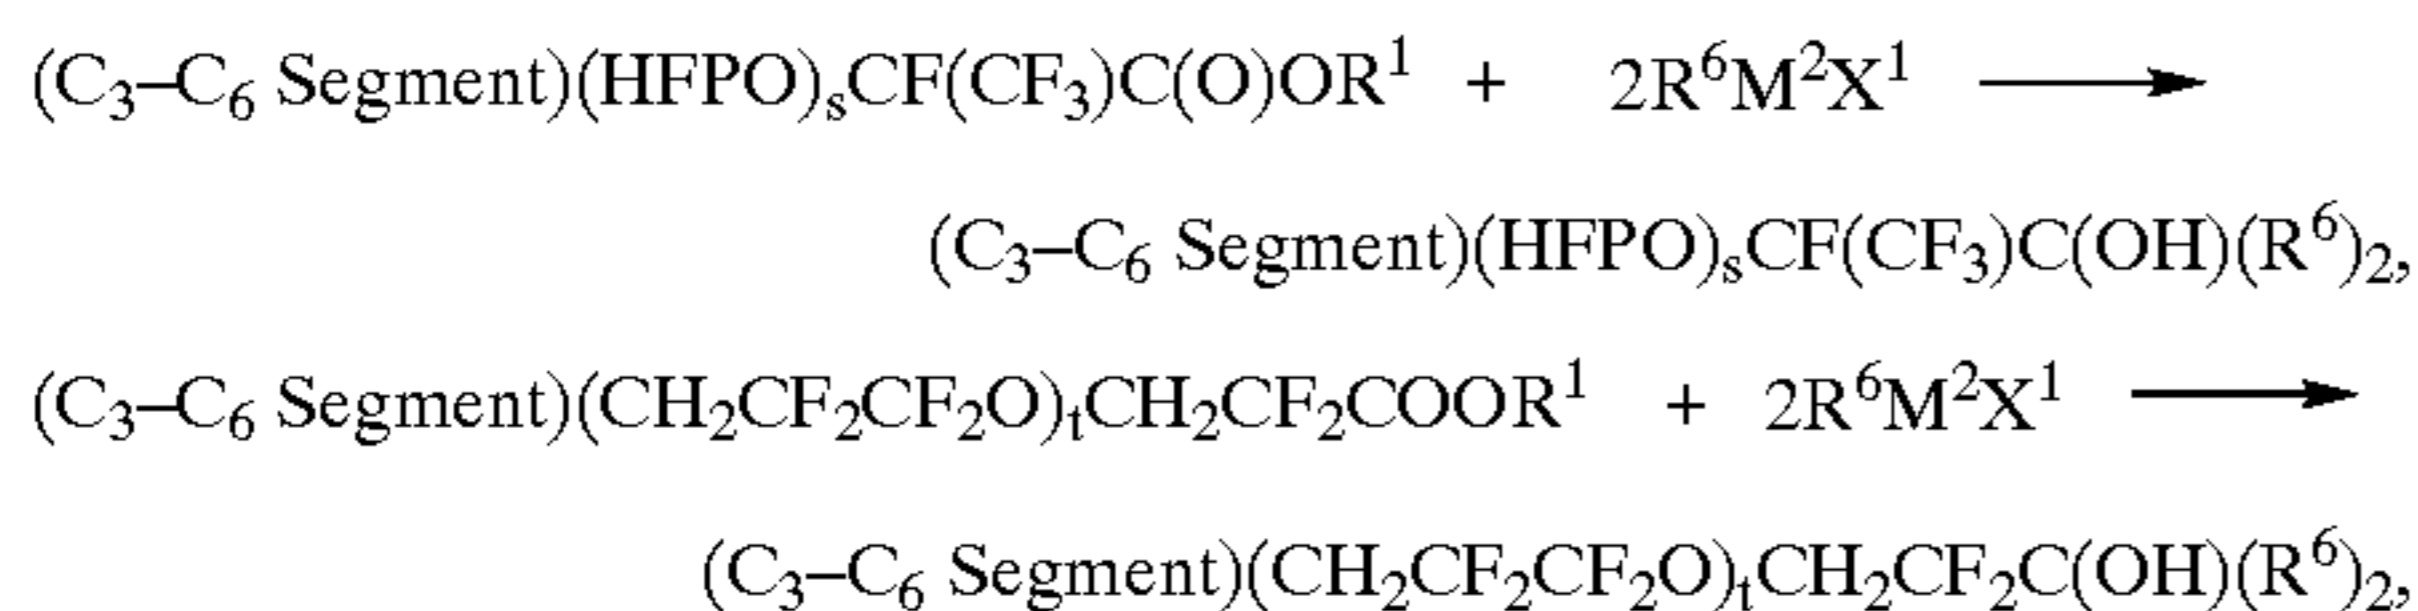 (C₃–C₆ Segment)(HFPO)ₛCF(CF₃)C(O)OR¹ + 2R⁶M²X¹ ⟶
(C₃–C₆ Segment)(HFPO)ₛCF(CF₃)C(OH)(R⁶)₂,
(C₃–C₆ Segment)(CH₂CF₂CF₂O)ₜCH₂CF₂COOR¹ + 2R⁶M²X¹ ⟶
(C₃–C₆ Segment)(CH₂CF₂CF₂O)ₜCH₂CF₂C(OH)(R⁶)₂,